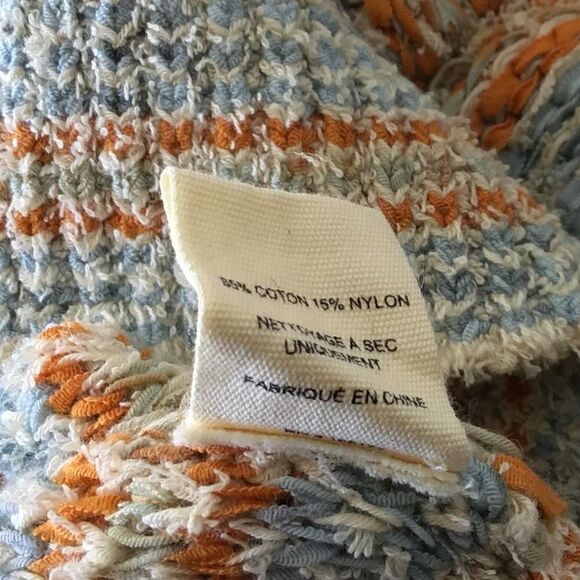 85% COTON 15% NYLON
NETTOYAGE A SEC
UNIQUEMENT
FABRIQUÉ EN CHINE